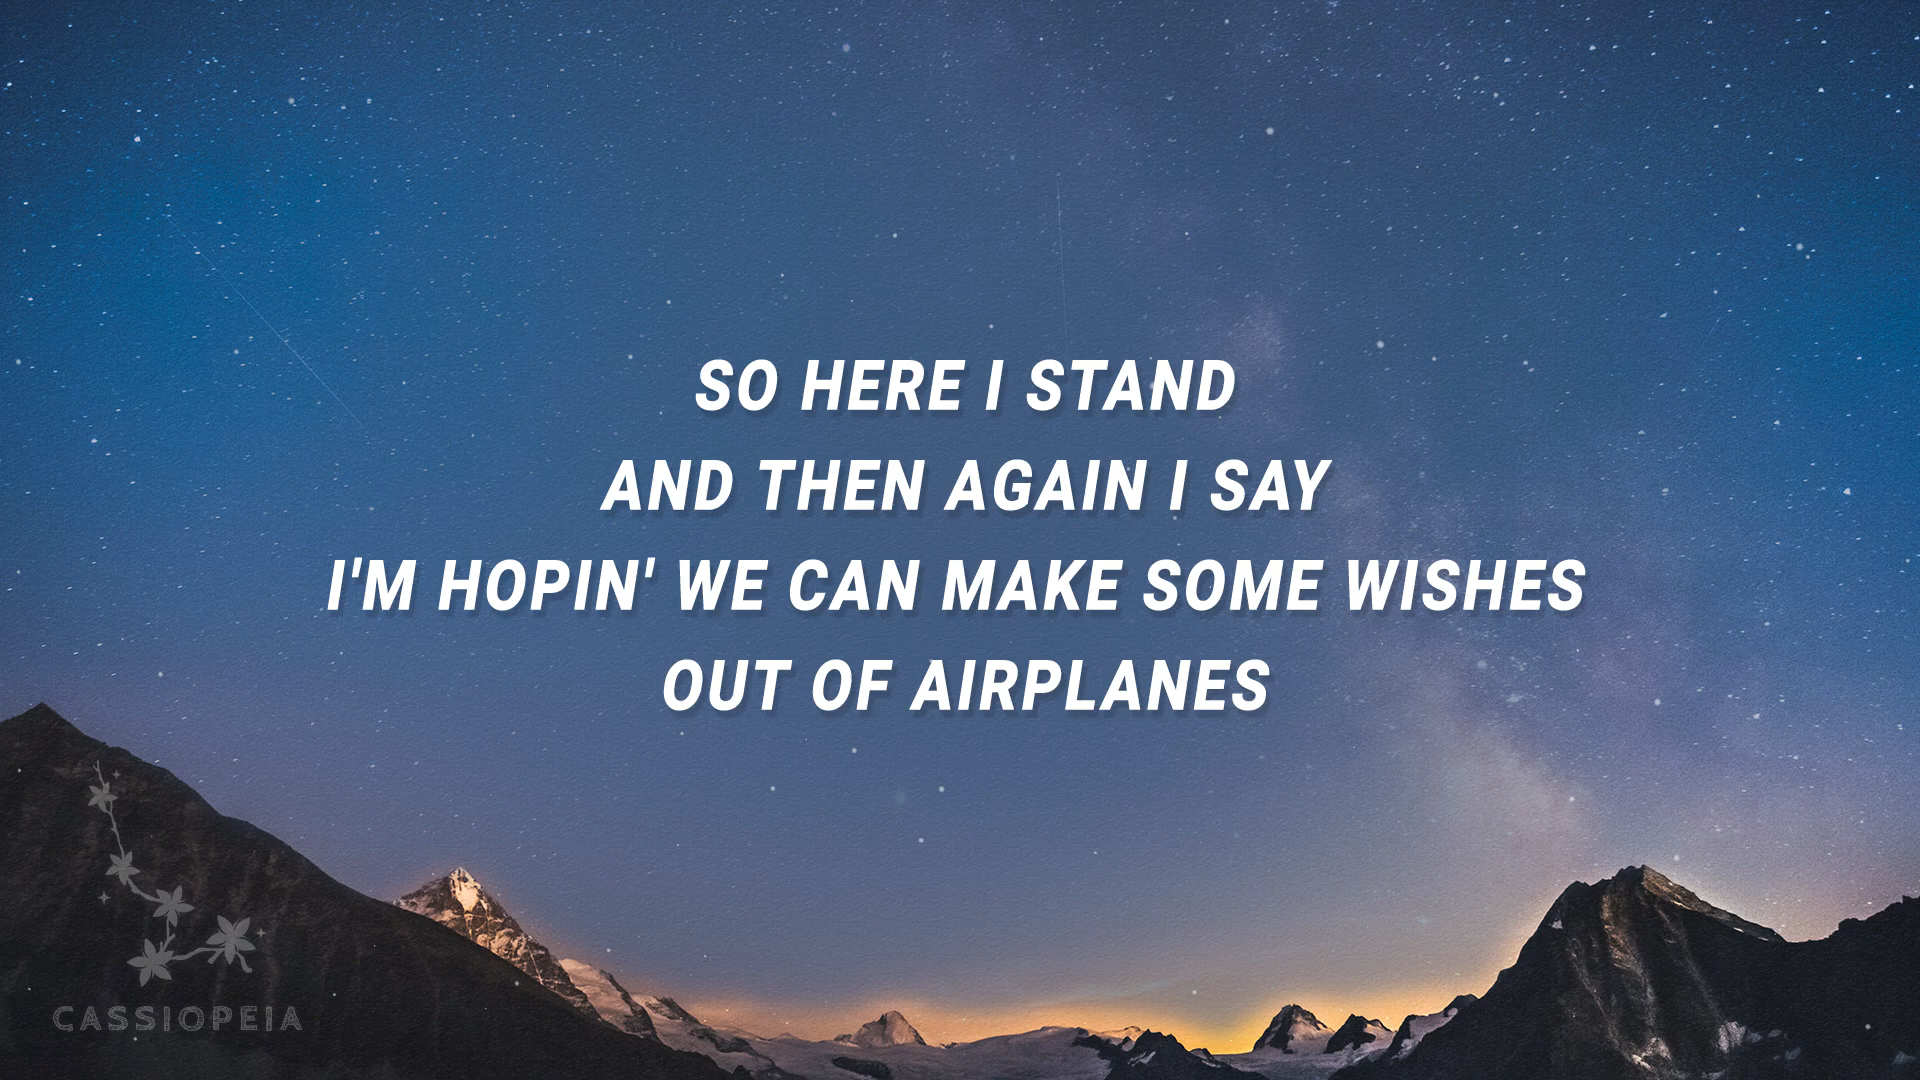 SO HERE I STAND
AND THEN AGAIN I SAY
I'M HOPIN' WE CAN MAKE SOME WISHES
OUT OF AIRPLANES
CASSIOPEIA